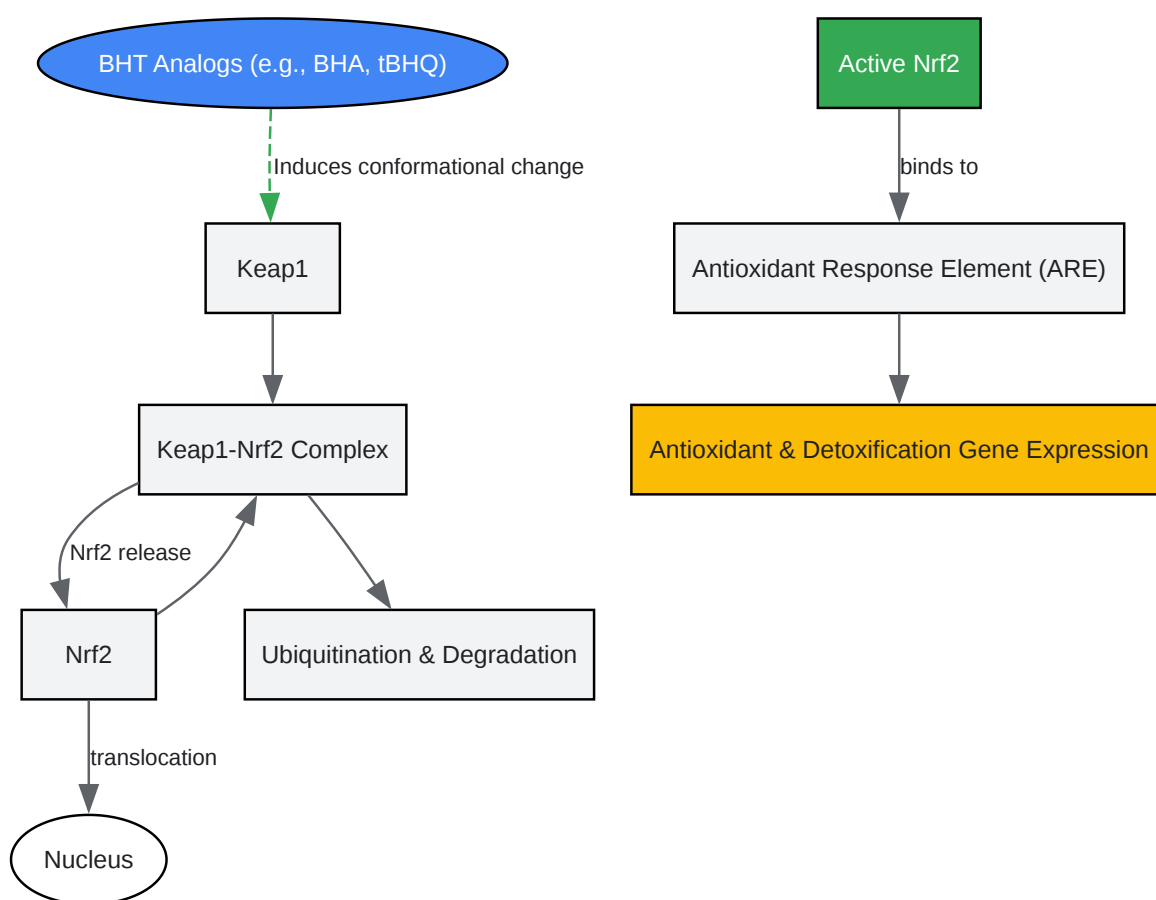 BHT Analogs (e.g., BHA, tBHQ)
Active Nrf2
Induces conformational change
binds to
Keap1
Antioxidant Response Element (ARE)
Keap1-Nrf2 Complex
Antioxidant & Detoxification Gene Expression
Nrf2 release
Nrf2
Ubiquitination & Degradation
translocation
Nucleus